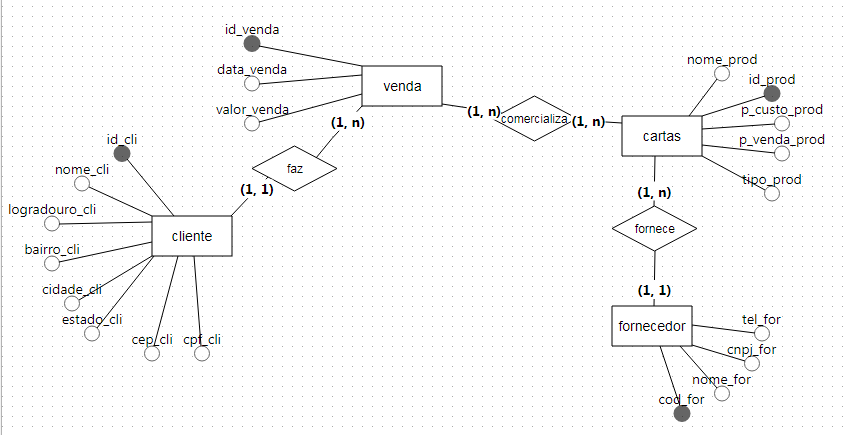 id_venda
data_venda
valor_venda
venda
(1, n)
comercializa
(1, n)
nome_prod
id_prod
p_custo_prod
p_venda_prod
tipo_prod
cartas
(1, n)
faz
(1, 1)
id_cli
nome_cli
logradouro_cli
bairro_cli
cidade_cli
estado_cli
cep_cli
cpf_cli
cliente
(1, n)
fornece
(1, 1)
fornecedor
tel_for
cnpj_for
nome_for
cod_for